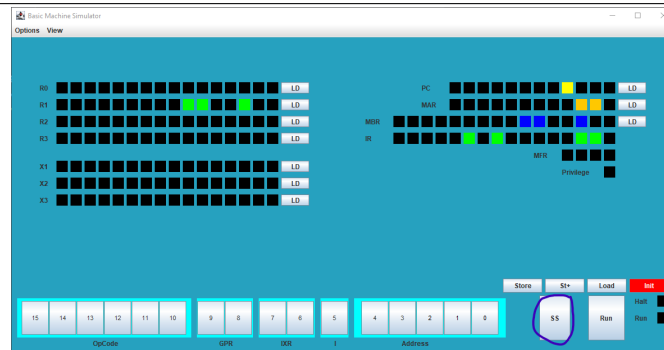 Basic Machine Simulator
Options View
R0 LD PC LD
R1 LD MAR LD
R2 LD MBR LD
R3 LD IR
MFR
X1 LD Privilege
X2 LD
X3 LD
Store St+ Load Init
Halt
15 14 13 12 11 10 9 8 7 6 5 4 3 2 1 0 SS Run Run
OpCode GPR IXR I Address